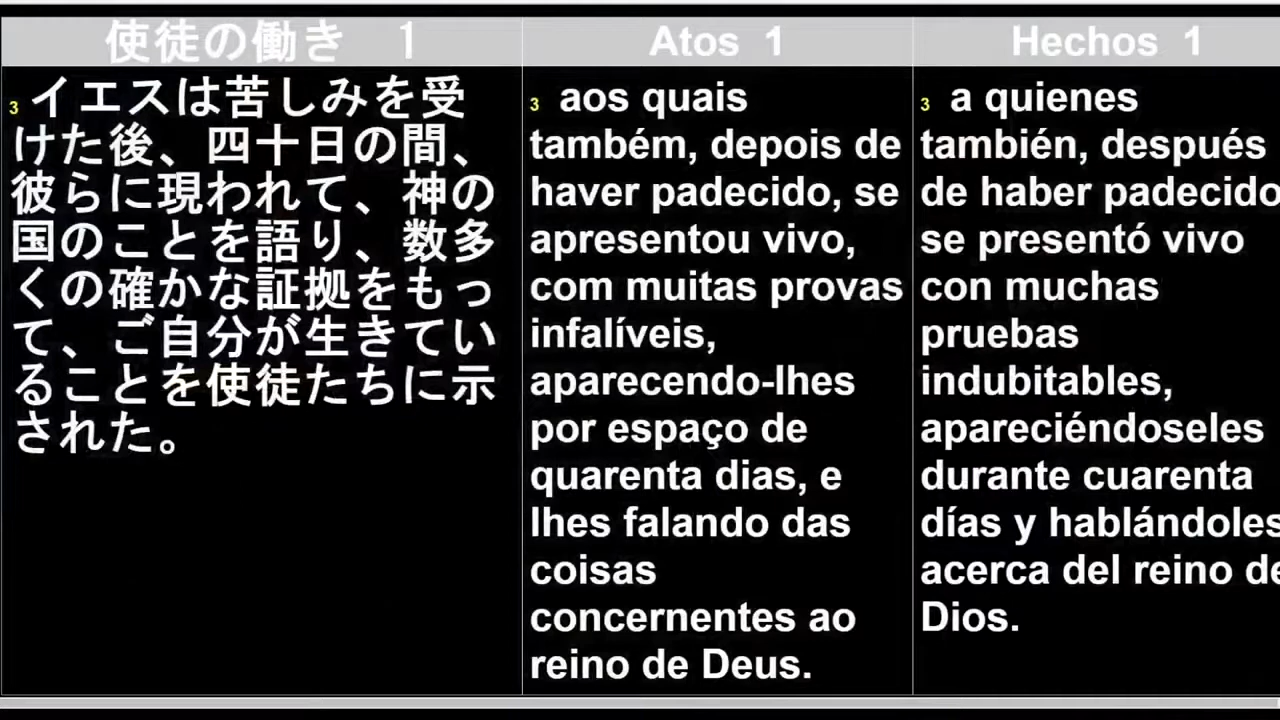 使徒の働き　1
3 イエスは苦しみを受
けた後、四十日の間、
彼らに現われて、神の
国のことを語り、数多
くの確かな証拠をもっ
て、ご自分が生きてい
ることを使徒たちに示
された。
Atos 1
3 aos quais
também, depois de
haver padecido, se
apresentou vivo,
com muitas provas
infalíveis,
aparecendo-lhes
por espaço de
quarenta dias, e
lhes falando das
coisas
concernentes ao
reino de Deus.
Hechos 1
3 a quienes
también, después
de haber padecido
se presentó vivo
con muchas
pruebas
indubitables,
apareciéndoseles
durante cuarenta
días y hablándoles
acerca del reino de
Dios.